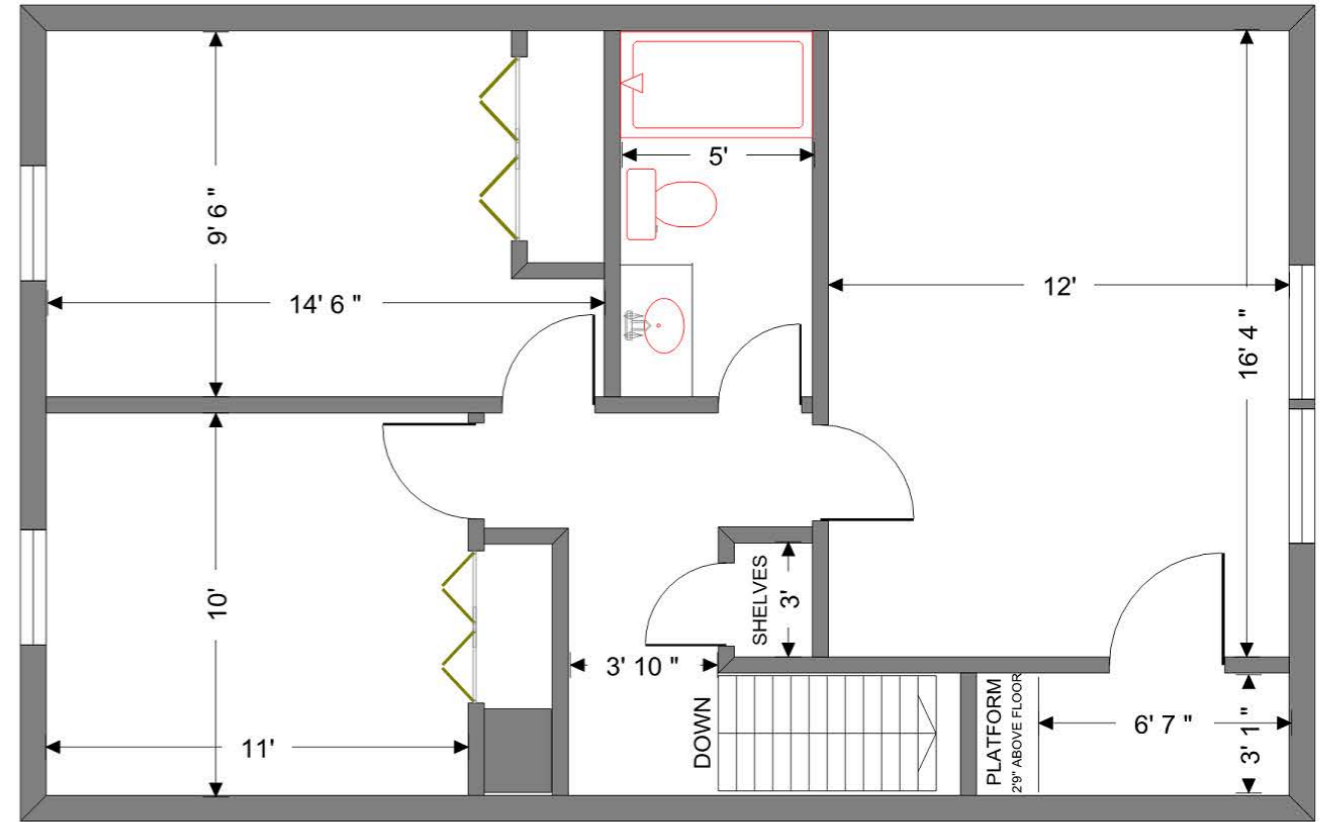 9' 6 "
14' 6 "
5'
12'
16' 4 "
10'
11'
SHELVES
3'
3' 10 "
DOWN
PLATFORM
2'9" ABOVE FLOOR
6' 7 "
3' 1 "